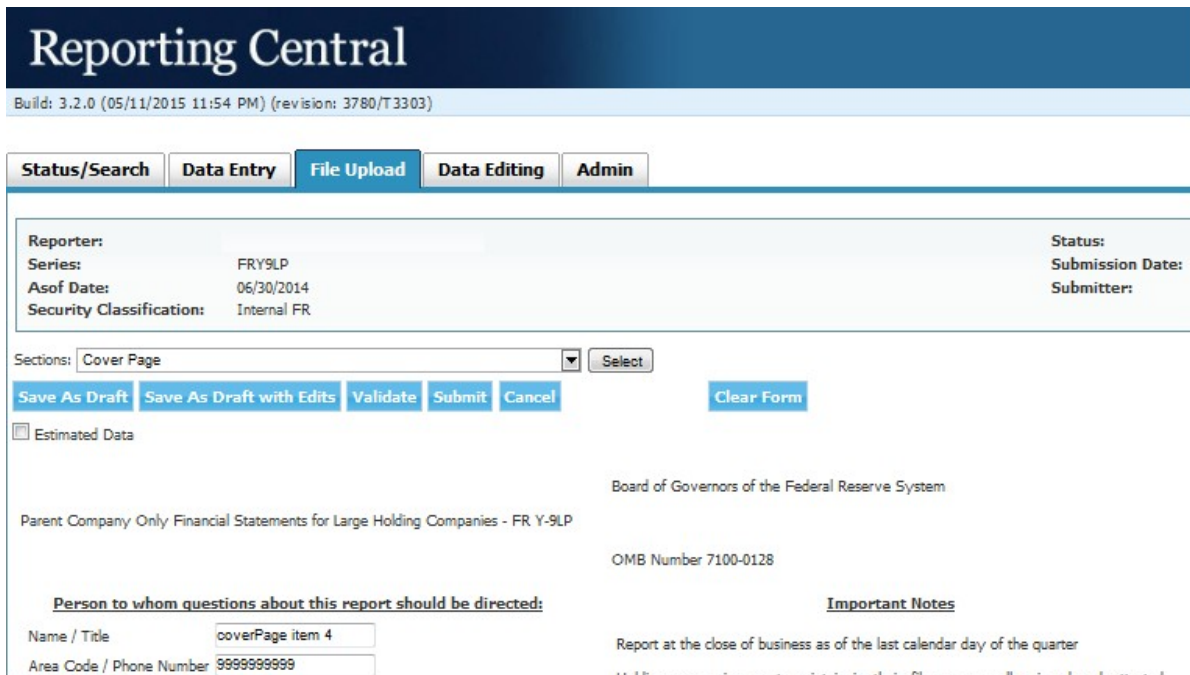 Reporting Central
Build: 3.2.0 (05/11/2015 11:54 PM) (revision: 3780/T3303)
Status/Search Data Entry File Upload Data Editing Admin
Reporter: Status:
Series: FRY9LP Submission Date:
Asof Date: 06/30/2014 Submitter:
Security Classification: Internal FR
Sections: Cover Page Select
Save As Draft Save As Draft with Edits Validate Submit Cancel Clear Form
Estimated Data
Board of Governors of the Federal Reserve System
Parent Company Only Financial Statements for Large Holding Companies - FR Y-9LP
OMB Number 7100-0128
Person to whom questions about this report should be directed:
Name / Title coverPage item 4
Area Code / Phone Number 9999999999
Important Notes
Report at the close of business as of the last calendar day of the quarter